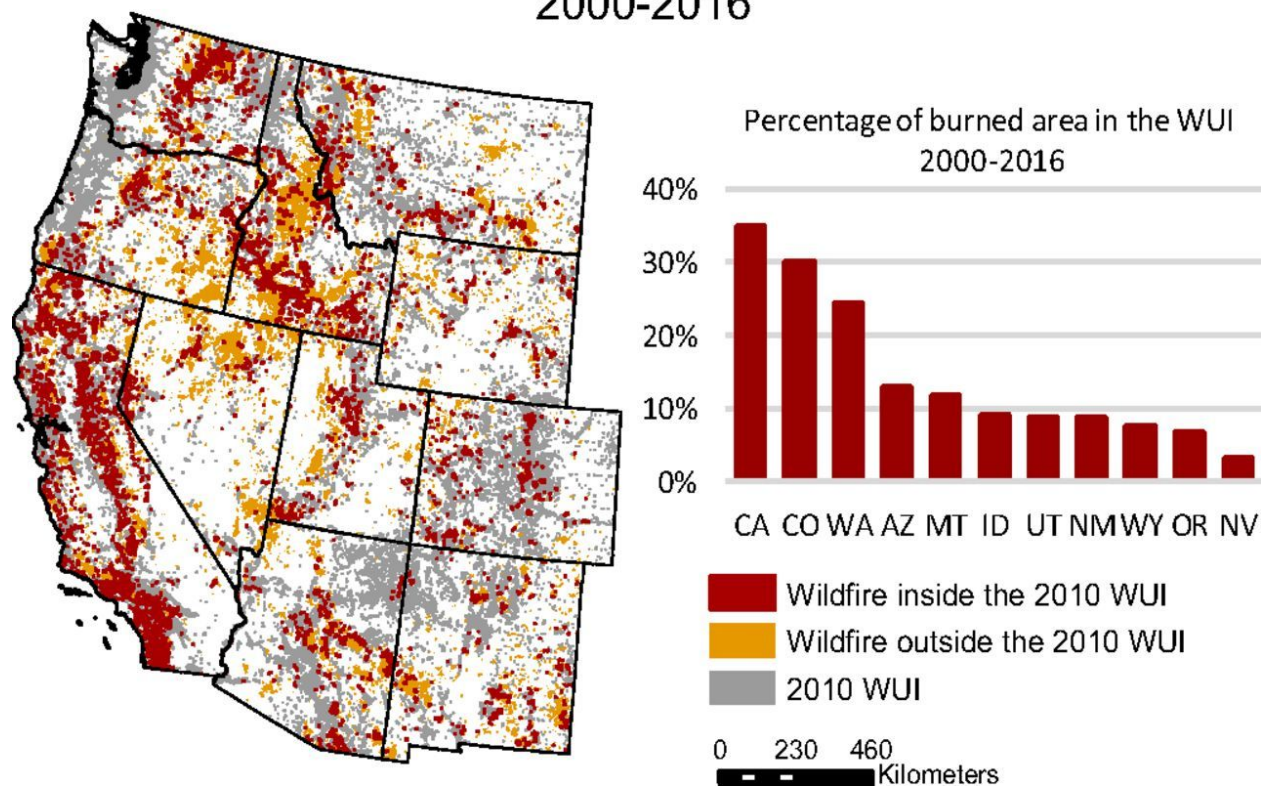 2000-2016
Percentage of burned area in the WUI
2000-2016
40%
30%
20%
10%
0%
CA CO WA AZ MT ID UT NM WY OR NV
Wildfire inside the 2010 WUI
Wildfire outside the 2010 WUI
2010 WUI
0 230 460
Kilometers